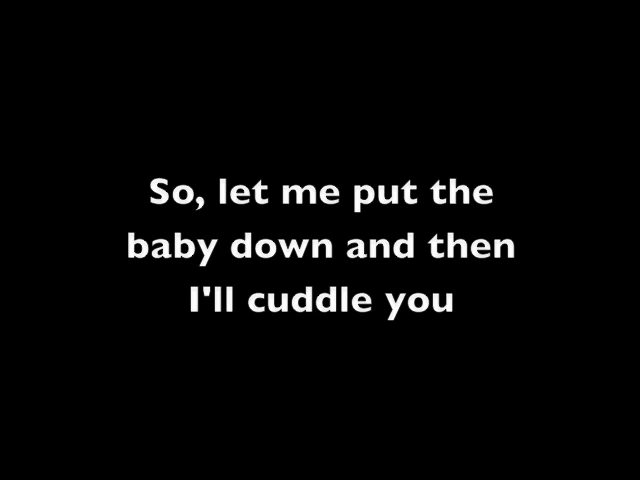 So, let me put the
baby down and then
I'll cuddle you